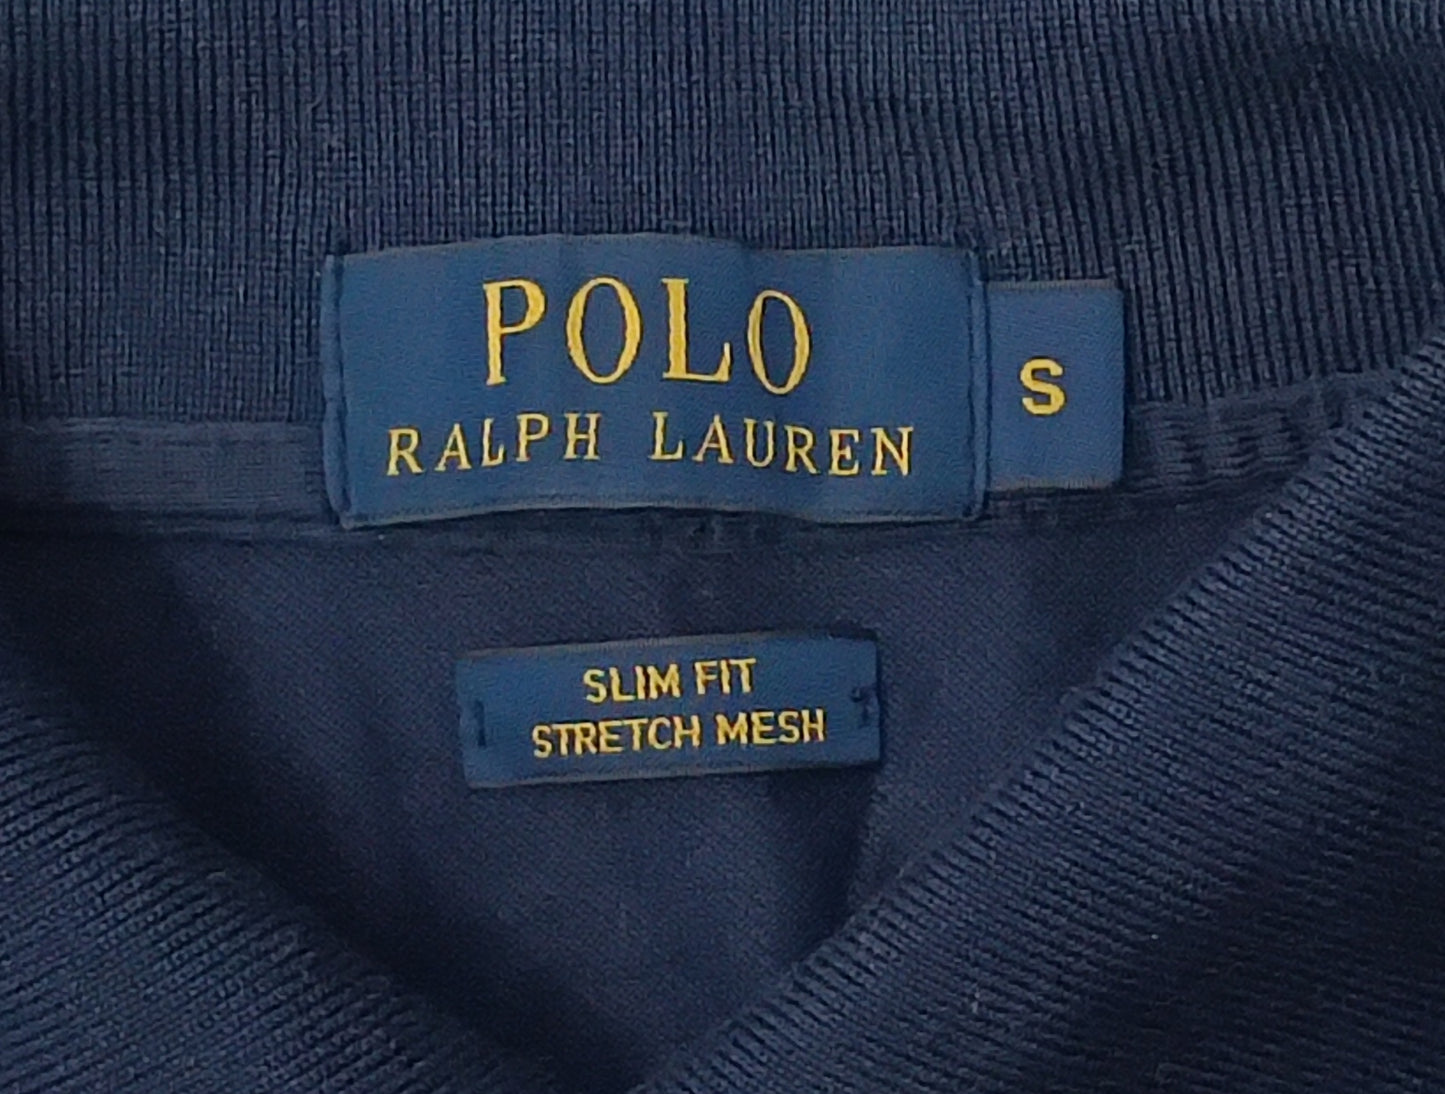 POLO
RALPH LAUREN
S
SLIM FIT
STRETCH MESH